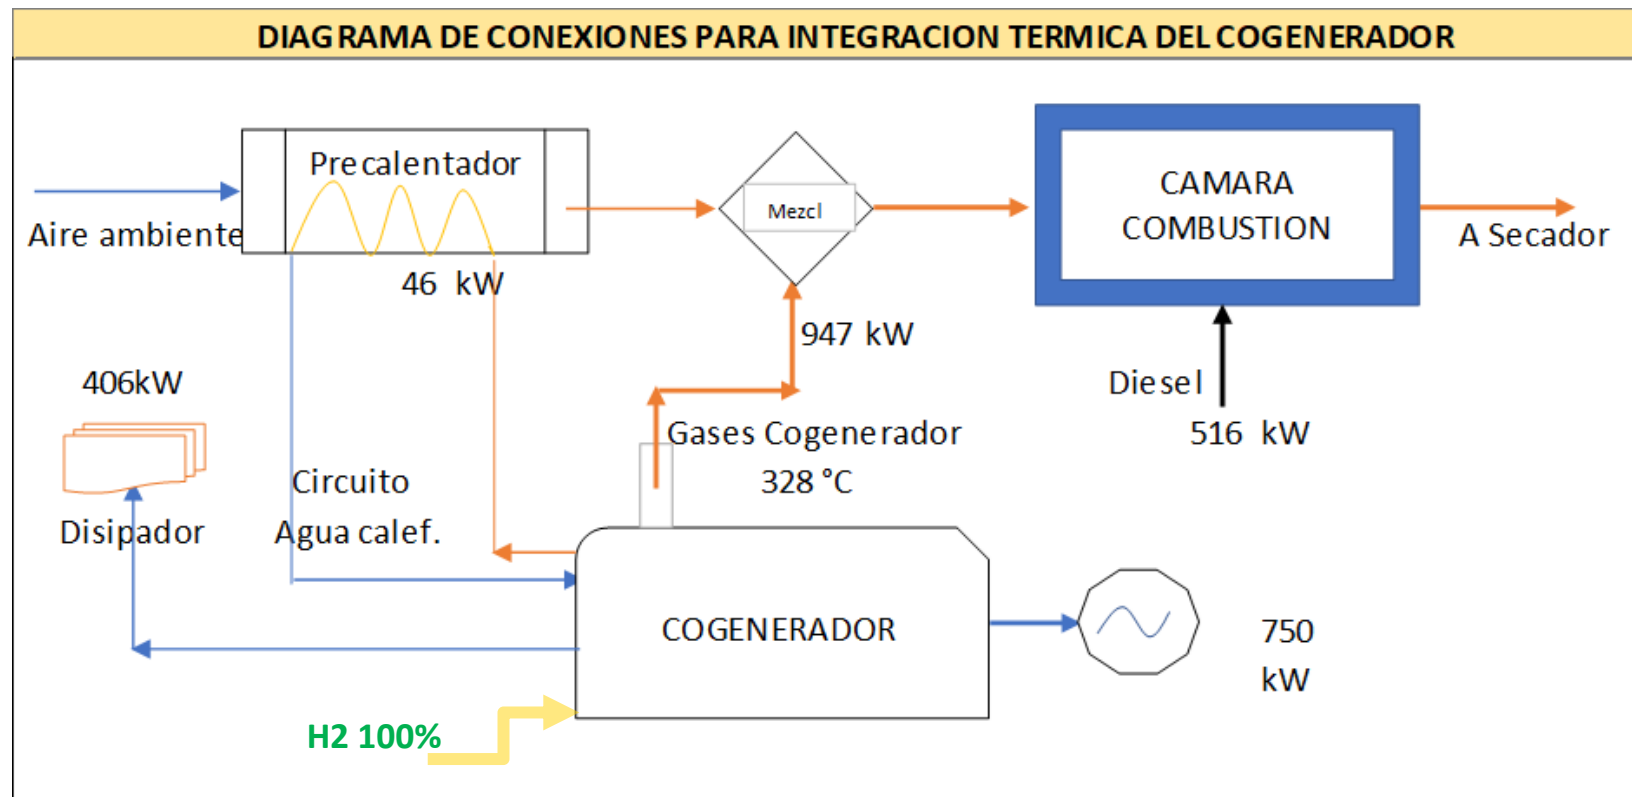 DIAGRAMA DE CONEXIONES PARA INTEGRACION TERMICA DEL COGENERADOR
Precalentador
Aire ambiente
46 kW
Mezcl
CAMARA
COMBUSTION
A Secador
947 kW
406kW
Diesel
516 kW
Gases Cogenerador
328 °C
Circuito
Agua calef.
Disipador
COGENERADOR
750
kW
H2 100%